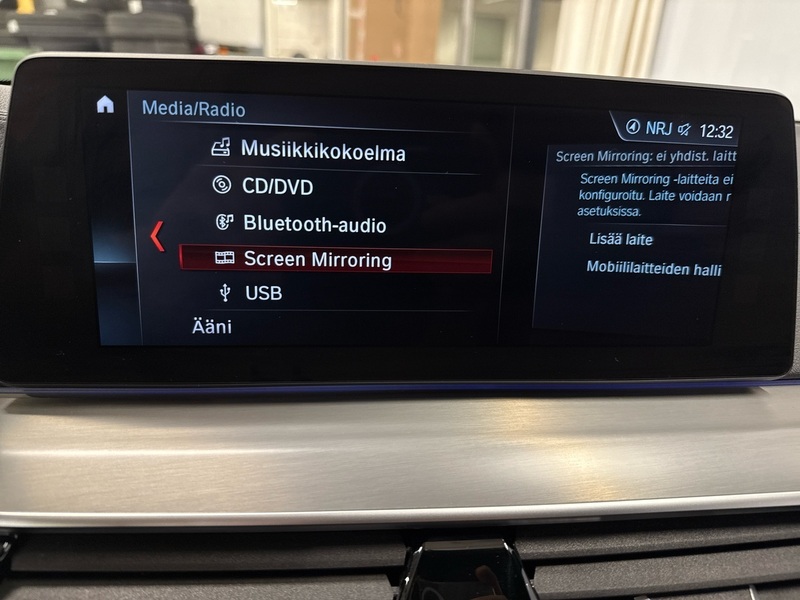 Media/Radio
NRJ 12:32
Musiikkikokoelma
CD/DVD
Bluetooth-audio
Screen Mirroring
USB
Ääni
Screen Mirroring: ei yhdist. laitt
Screen Mirroring -laitteita ei
konfiguroitu. Laite voidaan
asetuksissa.
Lisää laite
Mobiililaitteiden halli